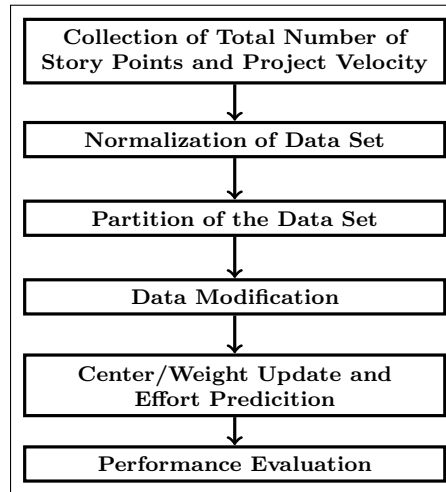 Collection of Total Number of
Story Points and Project Velocity
Normalization of Data Set
Partition of the Data Set
Data Modification
Center/Weight Update and
Effort Predicition
Performance Evaluation